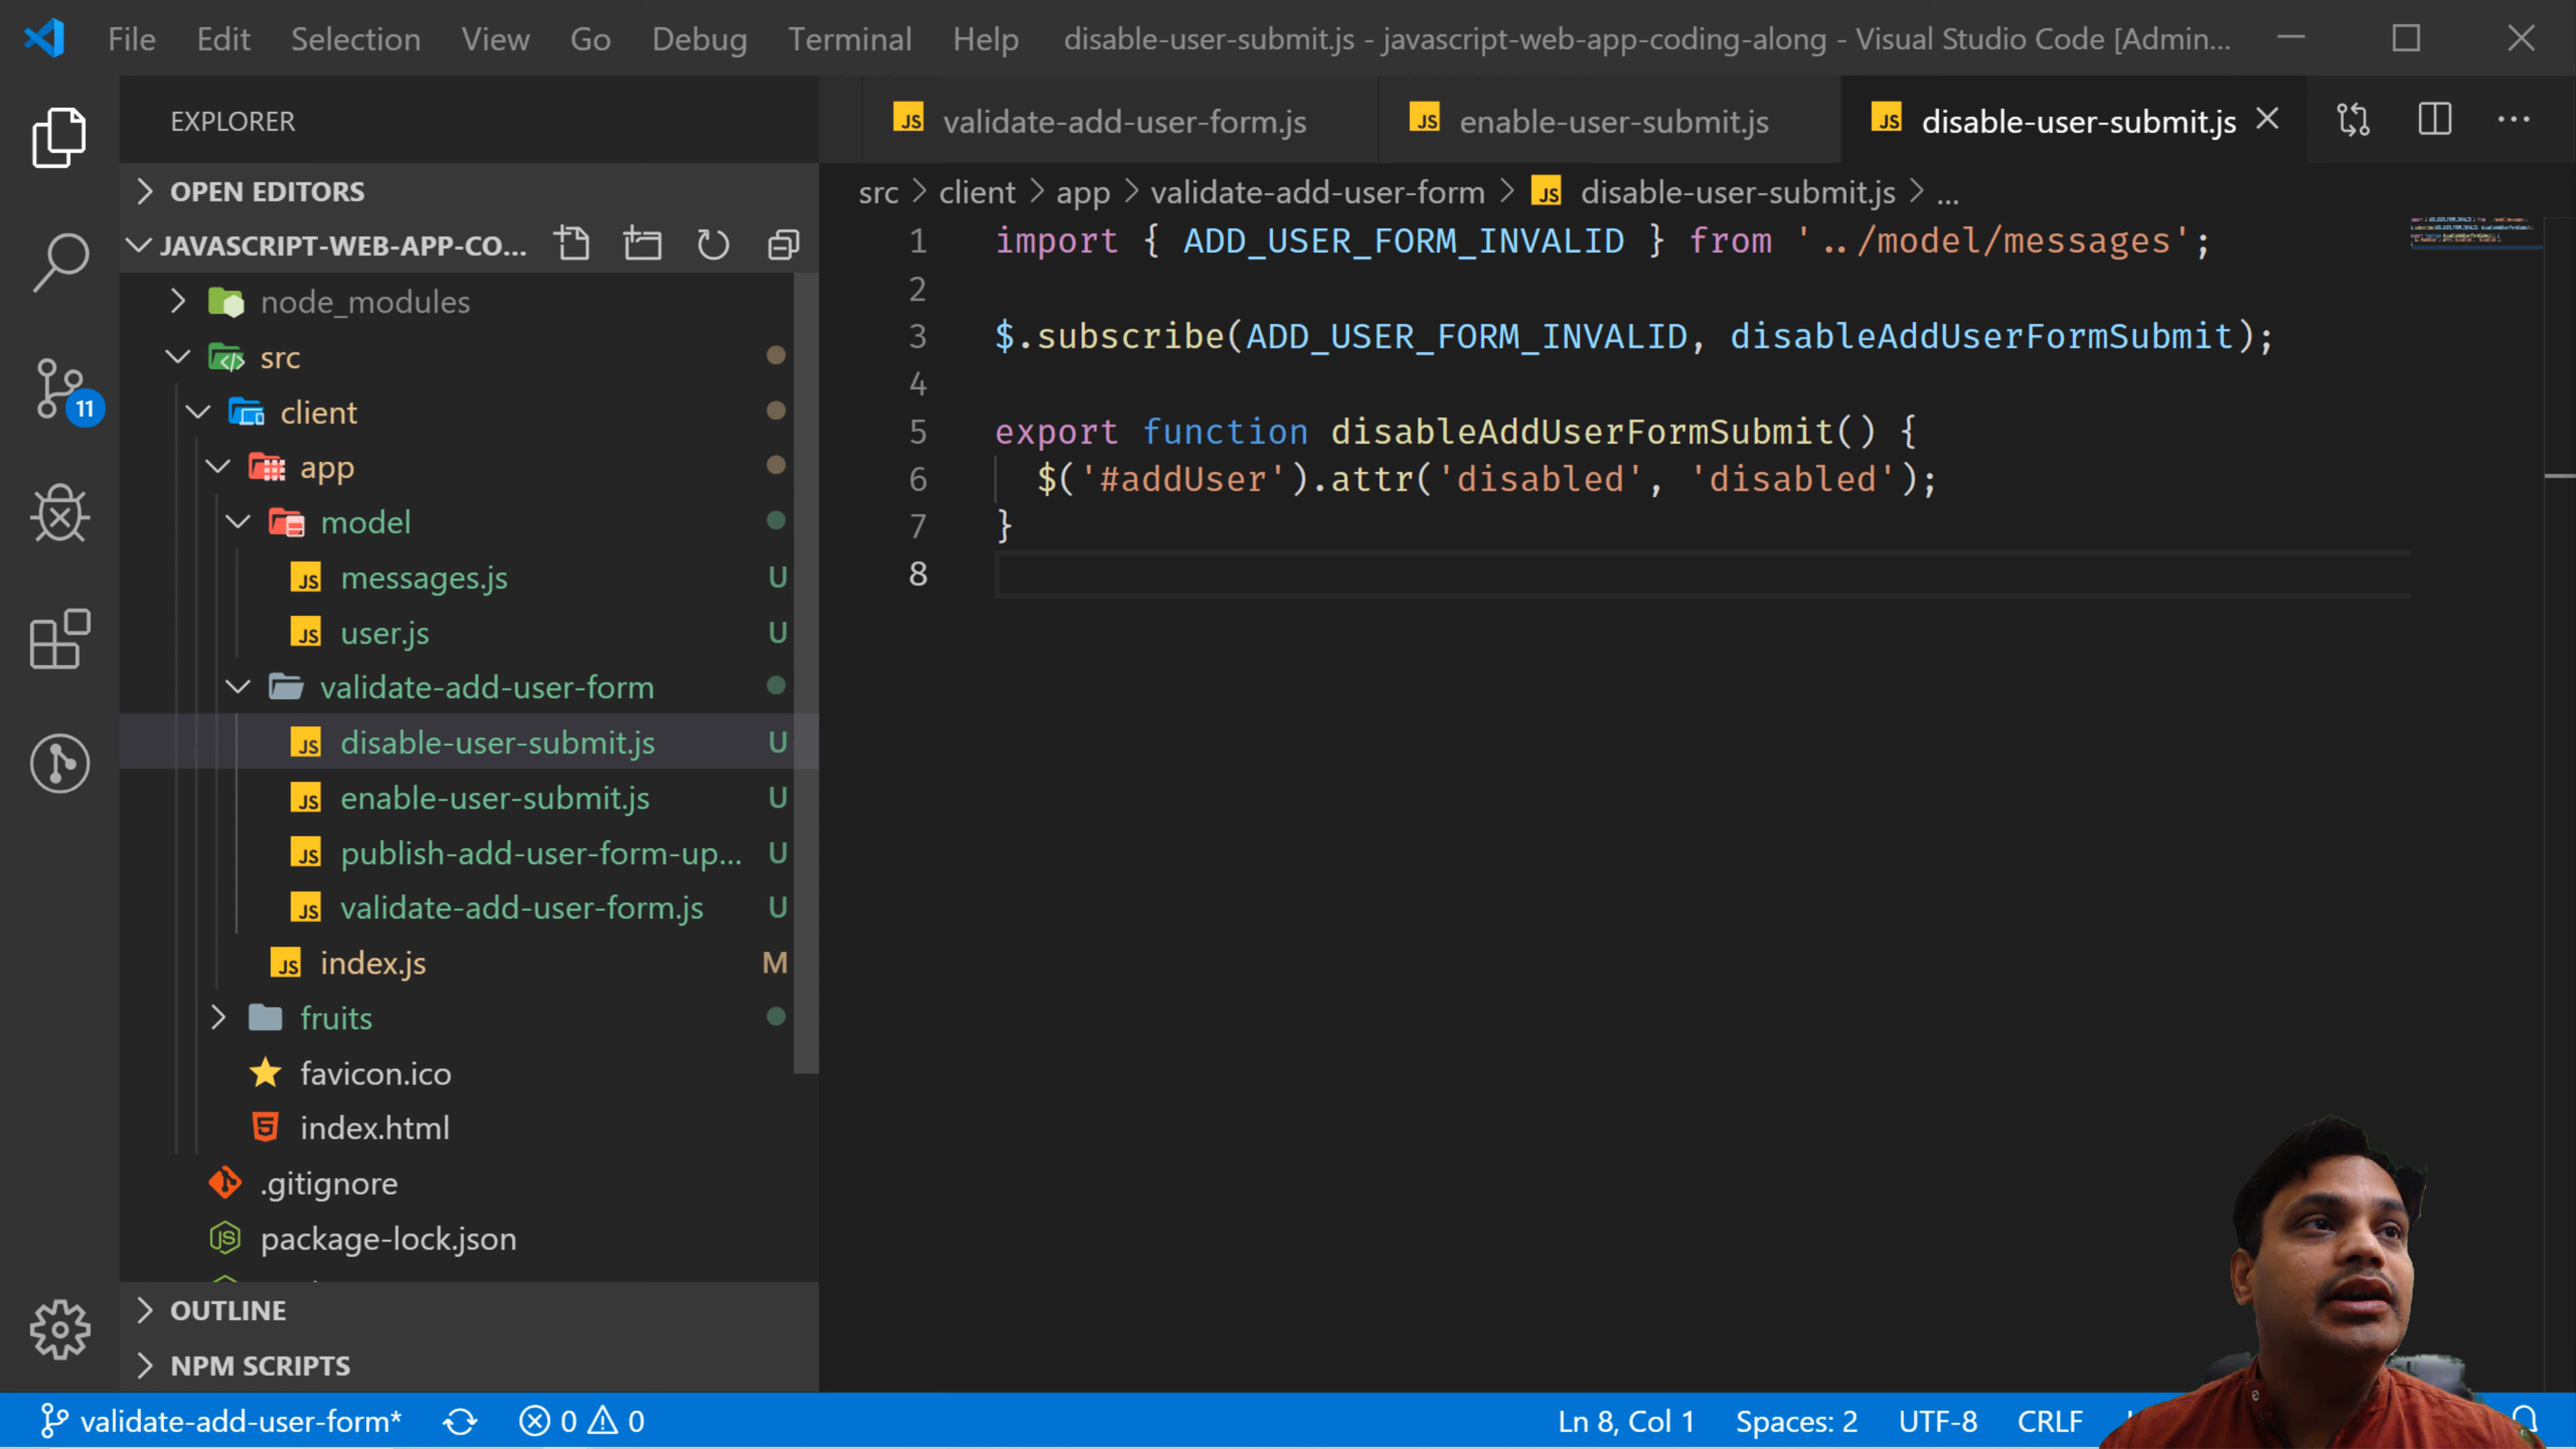 File Edit Selection View Go Debug Terminal Help disable-user-submit.js - javascript-web-app-coding-along - Visual Studio Code [Admin...
EXPLORER
OPEN EDITORS
JAVASCRIPT-WEB-APP-CO...
node_modules
src
client
app
model
messages.js U
user.js U
validate-add-user-form
disable-user-submit.js U
enable-user-submit.js U
publish-add-user-form-up... U
validate-add-user-form.js U
index.js M
fruits
favicon.ico
index.html
.gitignore
package-lock.json
OUTLINE
NPM SCRIPTS
11
JS validate-add-user-form.js JS enable-user-submit.js JS disable-user-submit.js
src > client > app > validate-add-user-form > JS disable-user-submit.js > ...
1 import { ADD_USER_FORM_INVALID } from '../model/messages';
2
3 $.subscribe(ADD_USER_FORM_INVALID, disableAddUserFormSubmit);
4
5 export function disableAddUserFormSubmit() {
6 $('#addUser').attr('disabled', 'disabled');
7 }
8
validate-add-user-form* 0 0 Ln 8, Col 1 Spaces: 2 UTF-8 CRLF